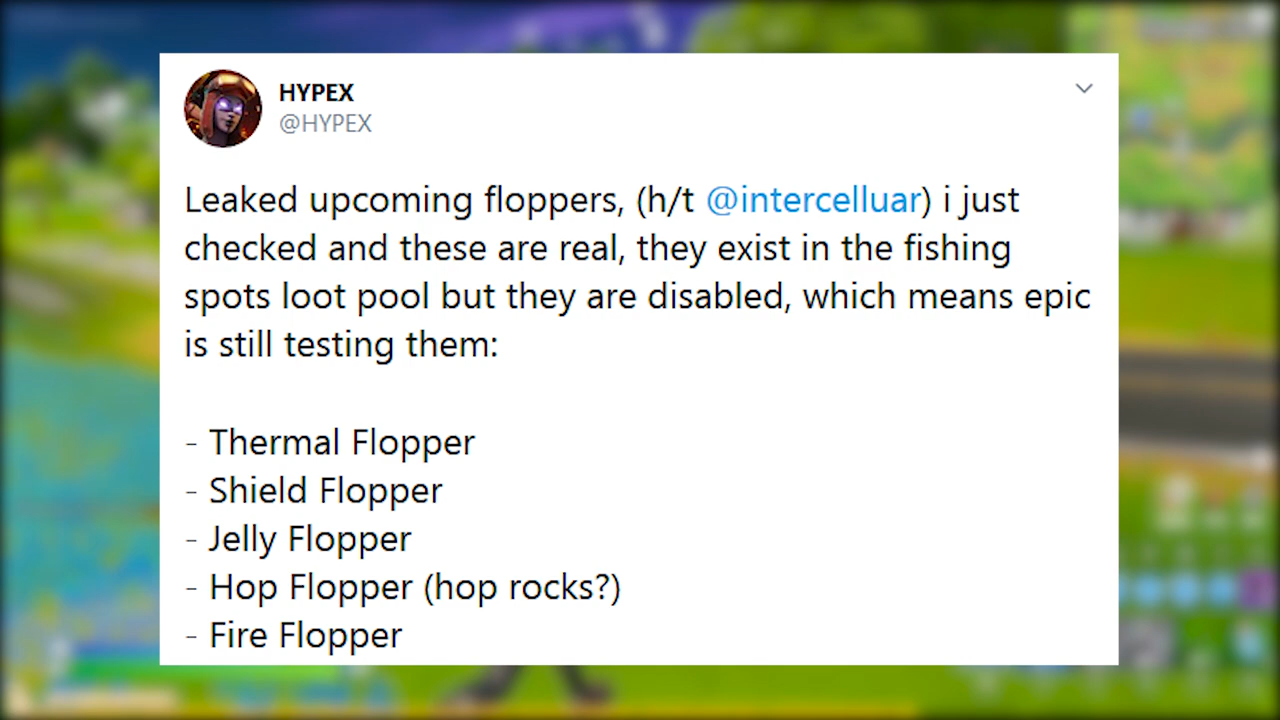 HYPEX
@HYPEX
Leaked upcoming floppers, (h/t @intercelluar) i just
checked and these are real, they exist in the fishing
spots loot pool but they are disabled, which means epic
is still testing them:
- Thermal Flopper
- Shield Flopper
- Jelly Flopper
- Hop Flopper (hop rocks?)
- Fire Flopper